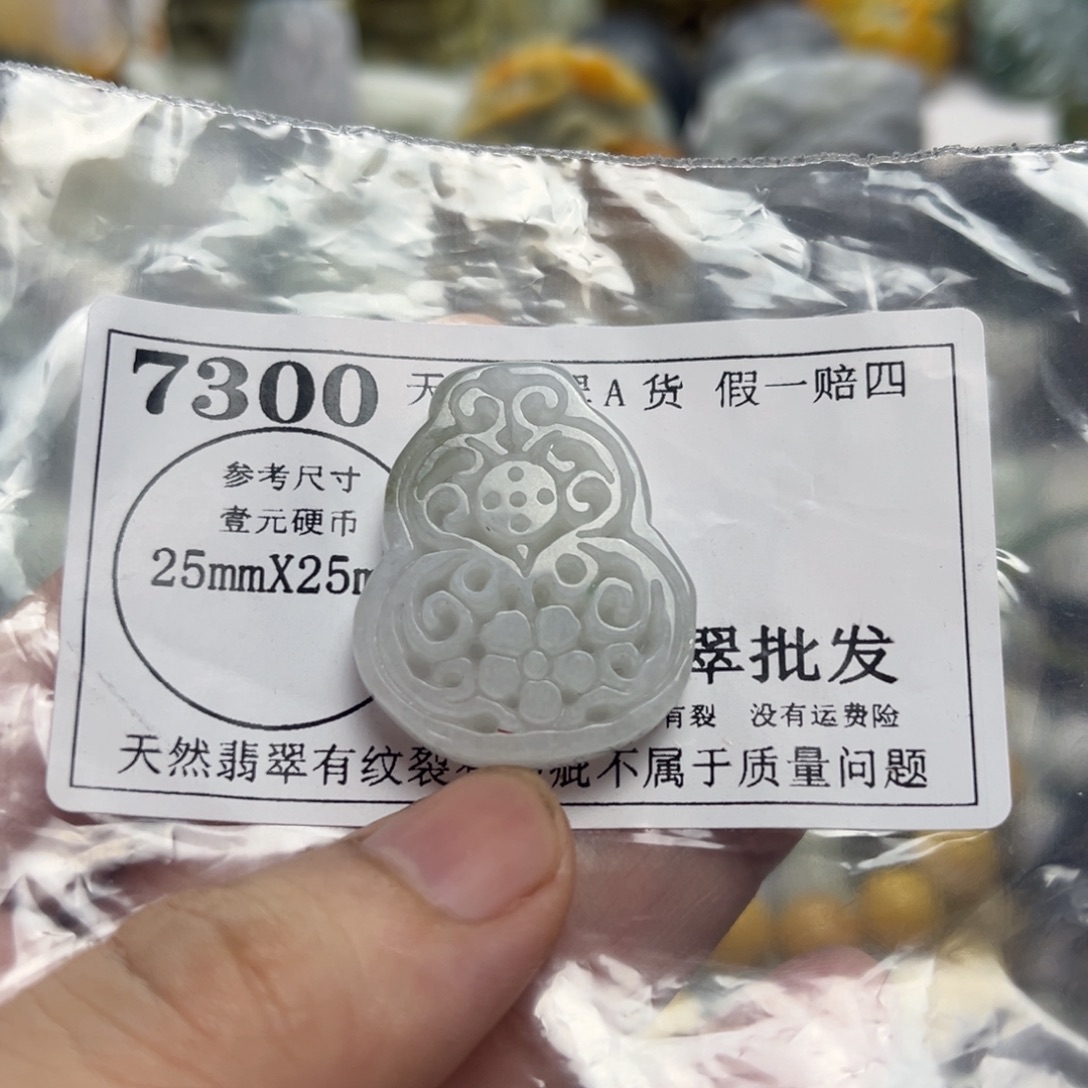 7300 天 A 货 假一赔四
参考尺寸
壹元硬币
25mmX25m
翠批发
有裂 没有运费险
天然翡翠有纹裂 疵不属于质量问题